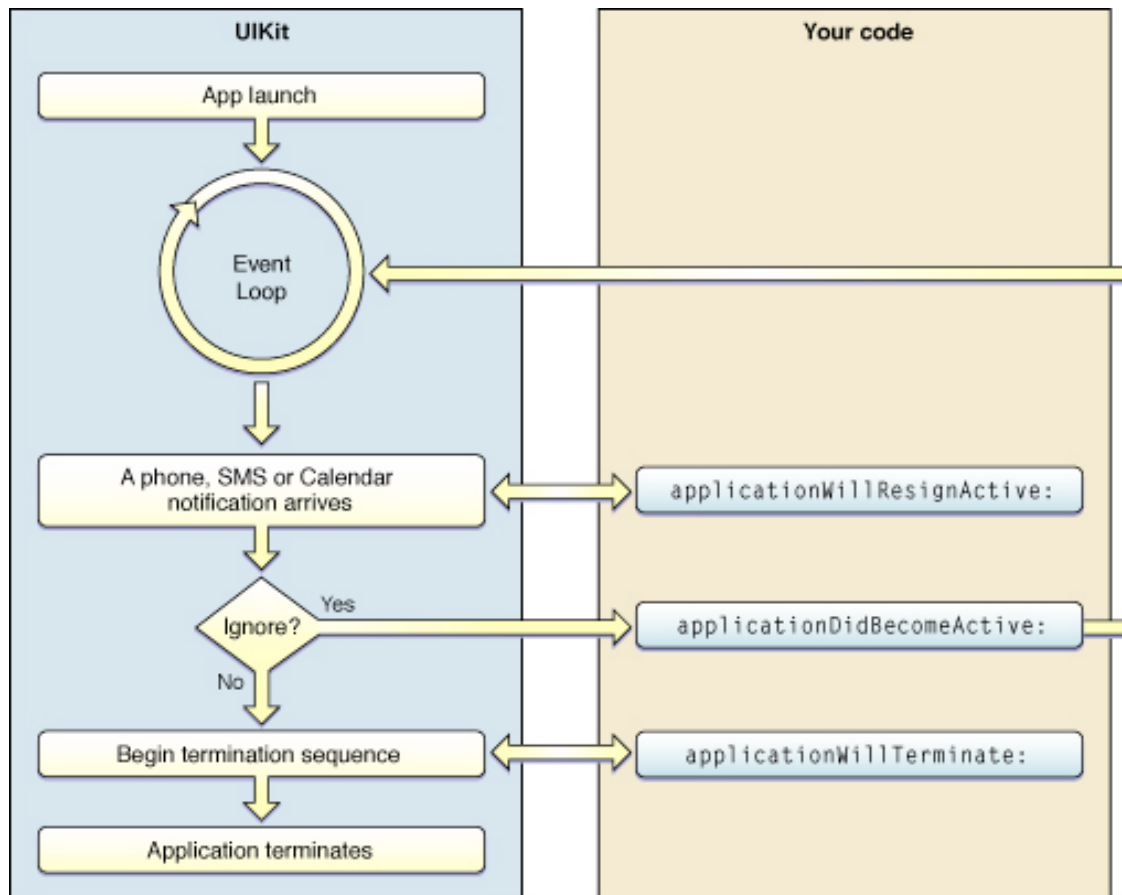 UIKit
Your code
App launch
Event
Loop
A phone, SMS or Calendar
notification arrives
applicationWillResignActive:
Ignore?
Yes
applicationDidBecomeActive:
No
Begin termination sequence
applicationWillTerminate:
Application terminates